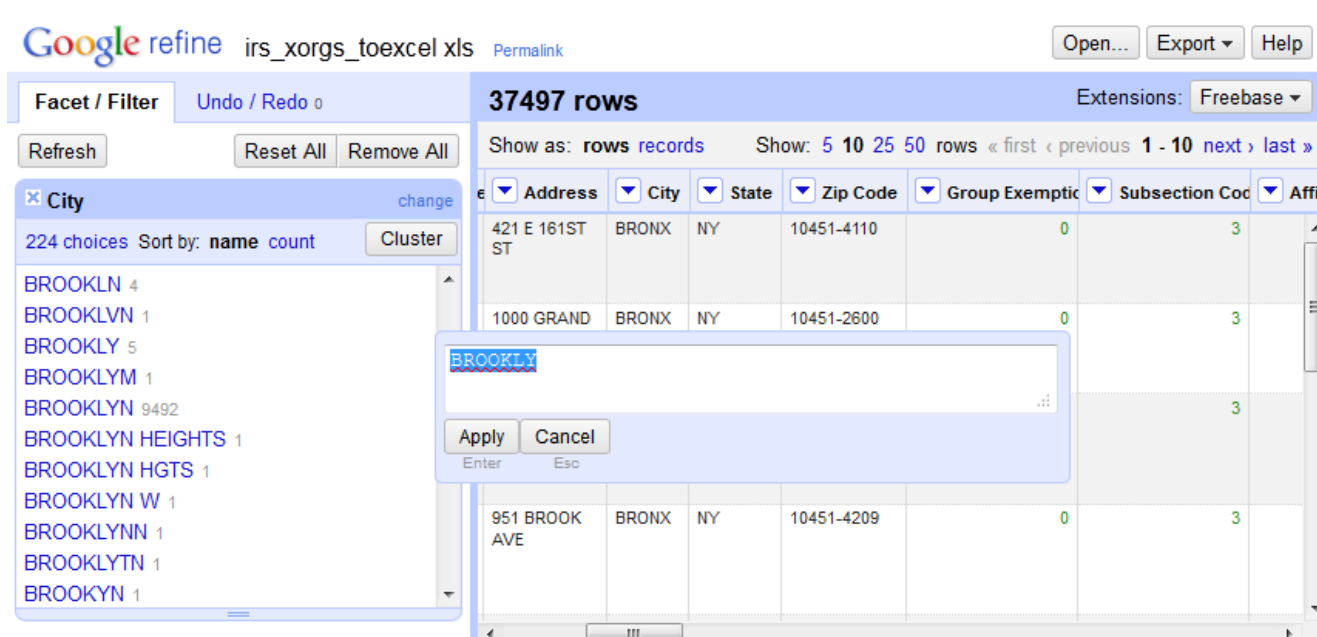 Google refine irs_xorgs_toexcel xls Permalink Open... Export Help
Facet / Filter Undo / Redo 0
37497 rows Extensions: Freebase
Refresh Reset All Remove All
Show as: rows records Show: 5 10 25 50 rows « first ‹ previous 1 - 10 next › last »
City change
224 choices Sort by: name count Cluster
BROOKLN 4
BROOKLVN 1
BROOKLY 5
BROOKLYM 1
BROOKLYN 9492
BROOKLYN HEIGHTS 1
BROOKLYN HGTS 1
BROOKLYN W 1
BROOKLYNN 1
BROOKLYTN 1
BROOKYN 1
e Address City State Zip Code Group Exemptic Subsection Cod Affi
421 E 161ST BRONX NY 10451-4110 0 3
ST
1000 GRAND BRONX NY 10451-2600 0 3
BROOKLY
3
Apply Cancel
Enter Esc
951 BROOK BRONX NY 10451-4209 0 3
AVE